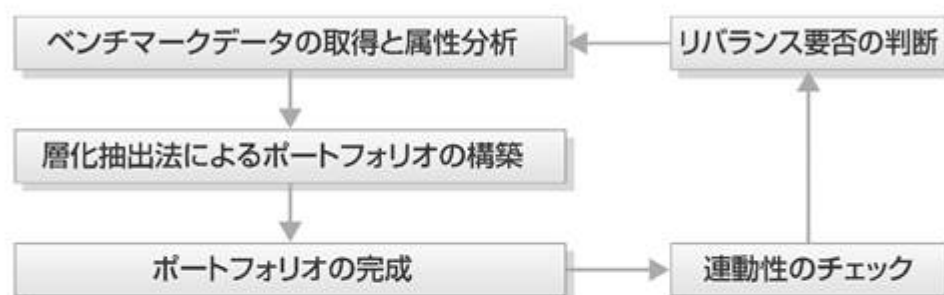 ベンチマークデータの取得と属性分析
リバランス要否の判断
層化抽出法によるポートフォリオの構築
ポートフォリオの完成
連動性のチェック